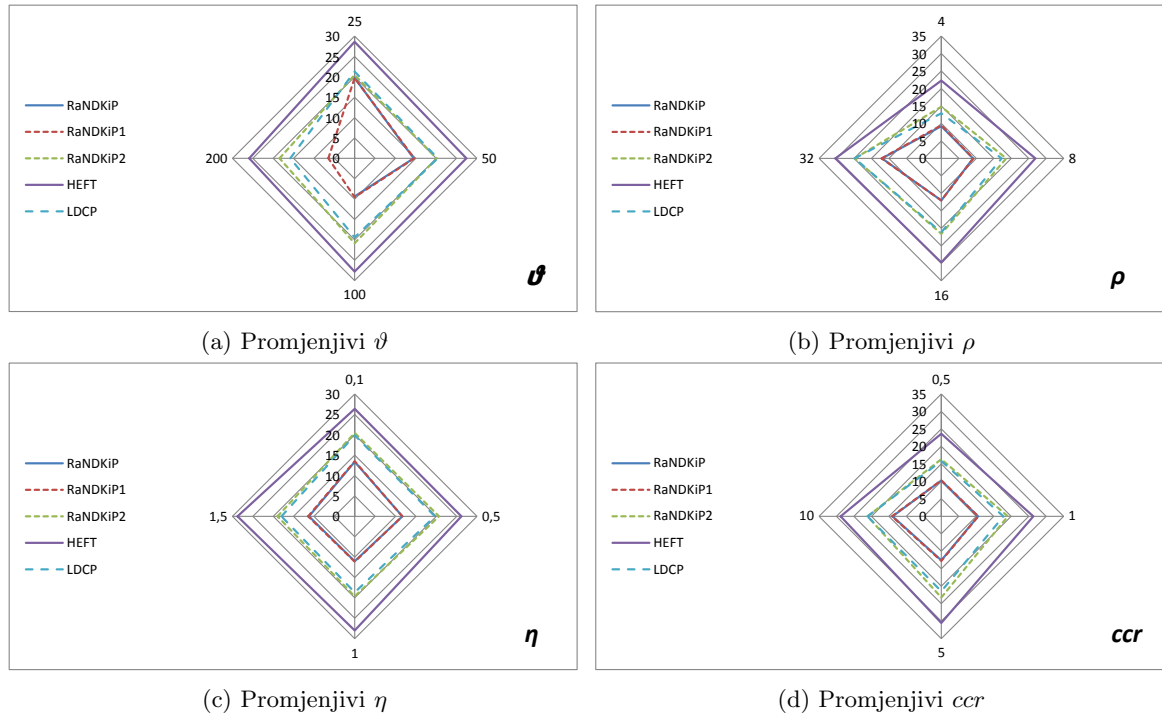 25
30
25
20
15
10
5
0
50
100
200
RaNDKiP
RaNDKiP1
RaNDKiP2
HEFT
LDCP
ϑ
(a) Promjenjivi ϑ
4
35
30
25
20
15
10
5
0
8
16
32
RaNDKiP
RaNDKiP1
RaNDKiP2
HEFT
LDCP
ρ
(b) Promjenjivi ρ
0,1
30
25
20
15
10
5
0
0,5
1
1,5
RaNDKiP
RaNDKiP1
RaNDKiP2
HEFT
LDCP
η
(c) Promjenjivi η
0,5
35
30
25
20
15
10
5
0
1
5
10
RaNDKiP
RaNDKiP1
RaNDKiP2
HEFT
LDCP
ccr
(d) Promjenjivi ccr